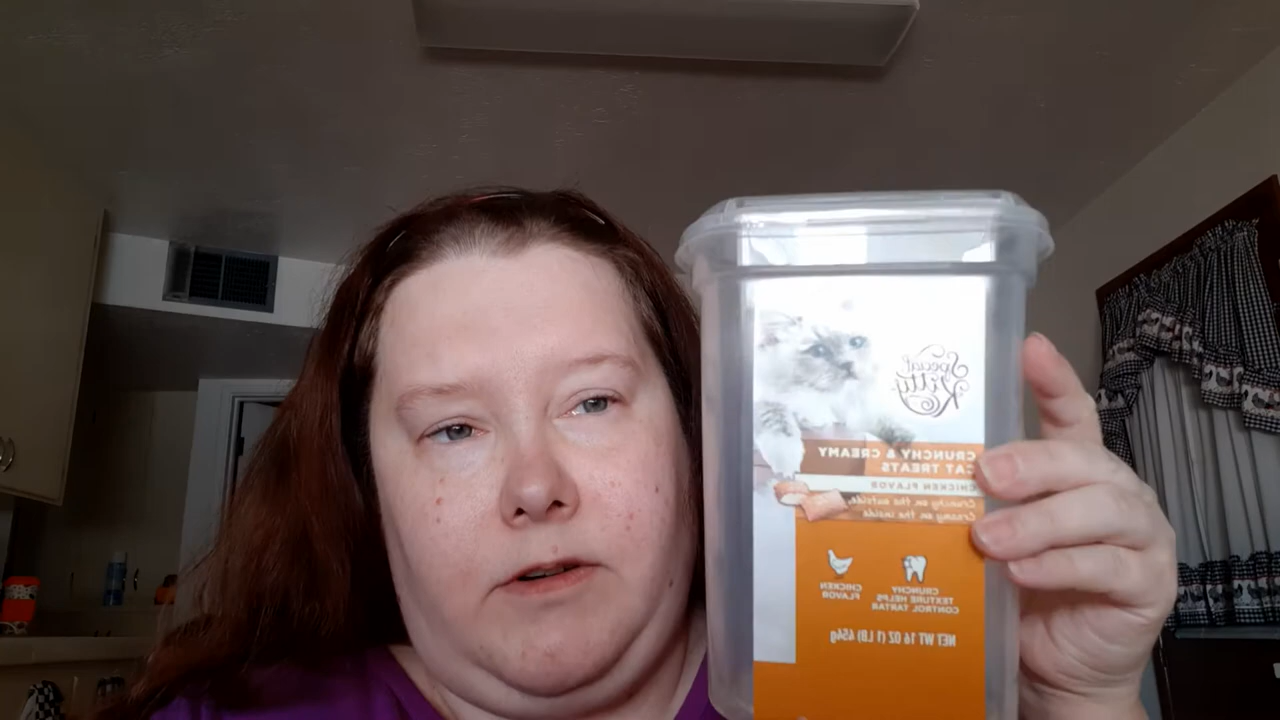 Special
Kitty
CRUNCHY & CREAMY
CAT TREATS
CHICKEN FLAVOR
Crunchy on the outside,
Creamy on the inside
CRUNCHY
TEXTURE HELPS
CONTROL TARTAR
CHICKEN
FLAVOR
NET WT 16 OZ (1 LB) 454g